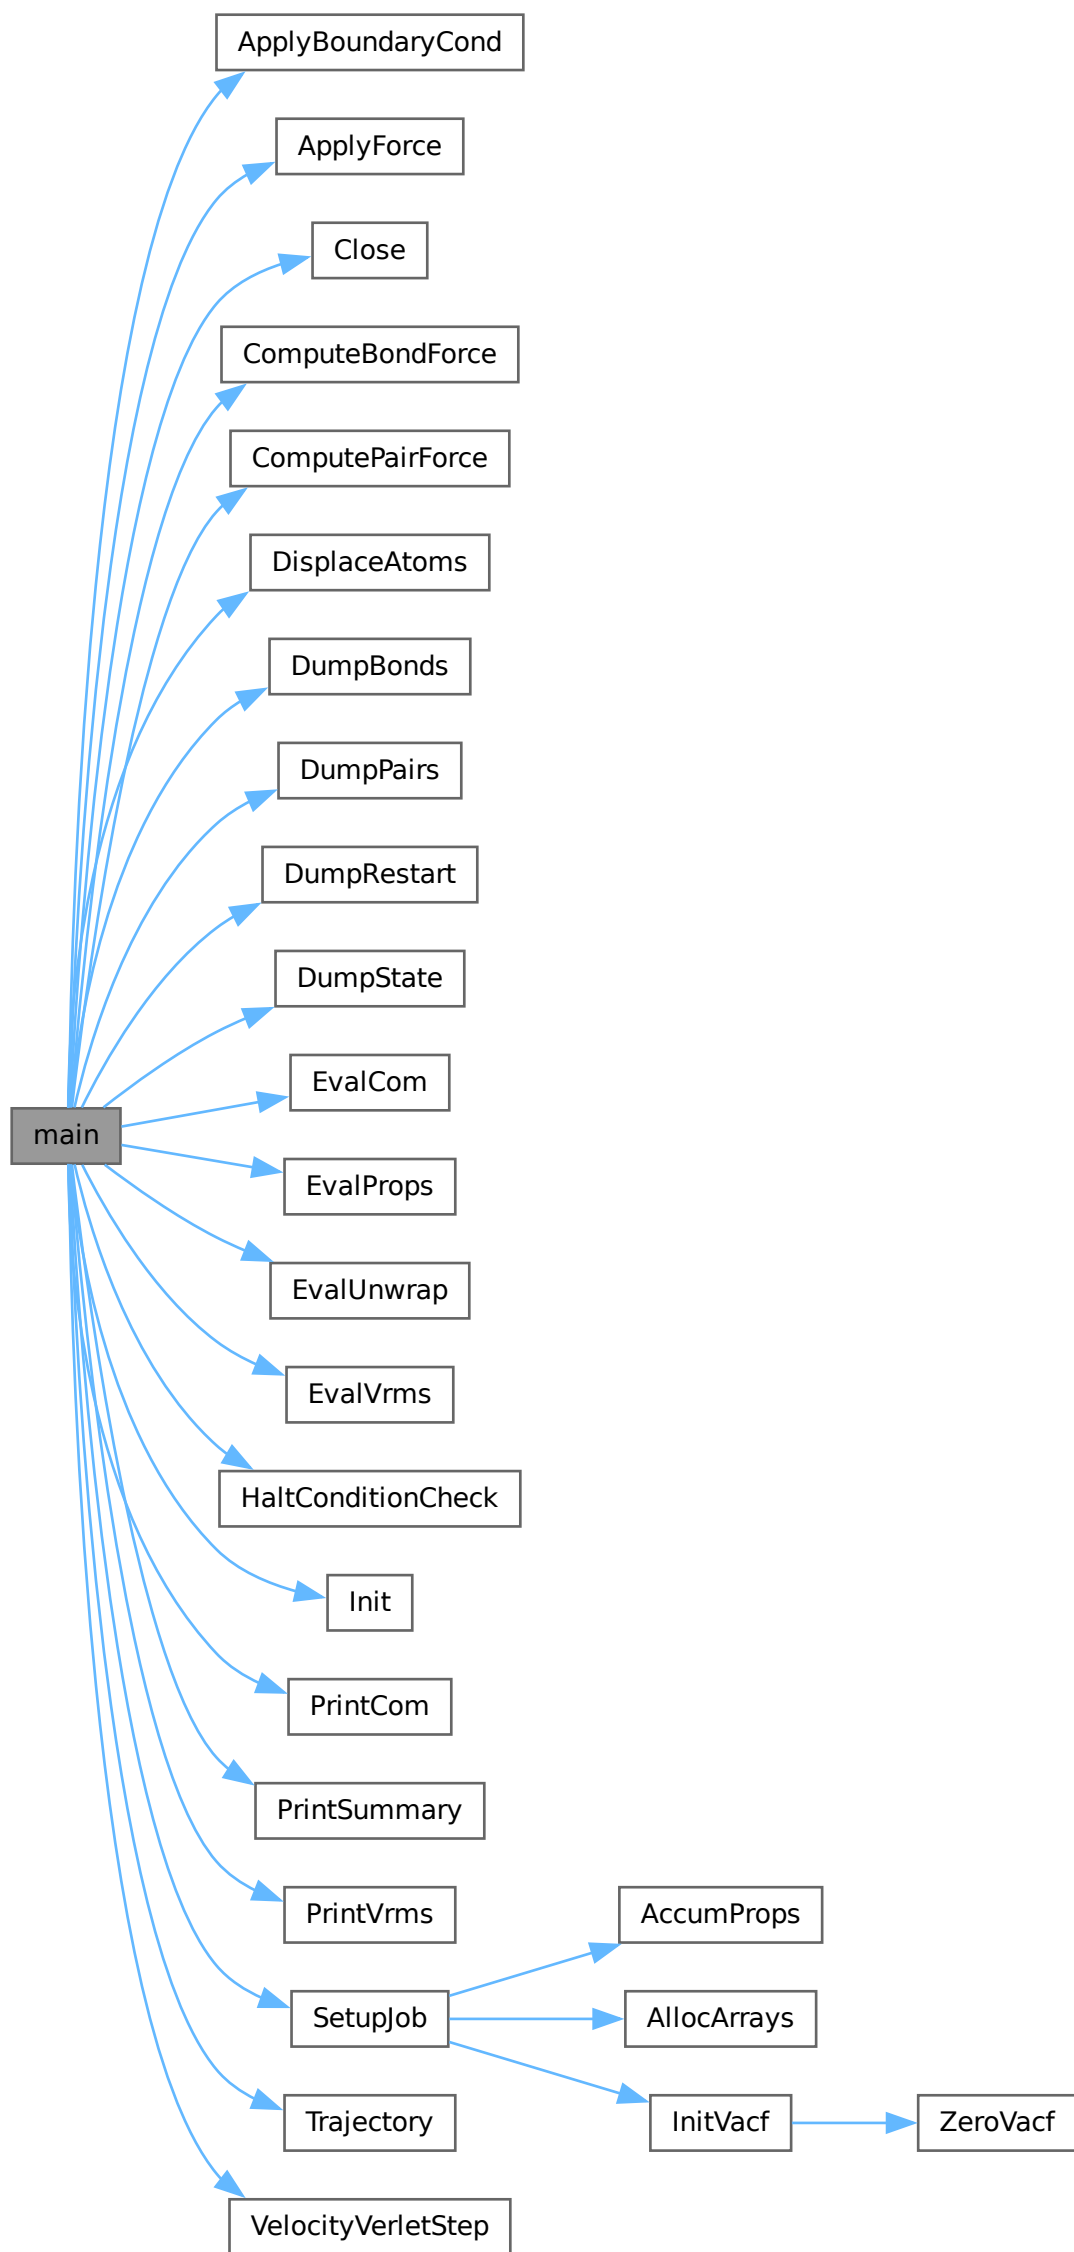 ApplyBoundaryCond
ApplyForce
Close
ComputeBondForce
ComputePairForce
DisplaceAtoms
DumpBonds
DumpPairs
DumpRestart
DumpState
EvalCom
main
EvalProps
EvalUnwrap
EvalVrms
HaltConditionCheck
Init
PrintCom
PrintSummary
PrintVrms
AccumProps
SetupJob
AllocArrays
Trajectory
InitVacf
ZeroVacf
VelocityVerletStep